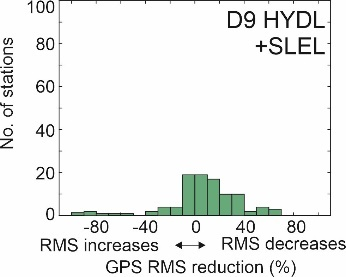 D9 HYDL
+SLEL
No. of stations
100
80
60
40
20
0
-80 -40 0 40 80
RMS increases RMS decreases
GPS RMS reduction (%)